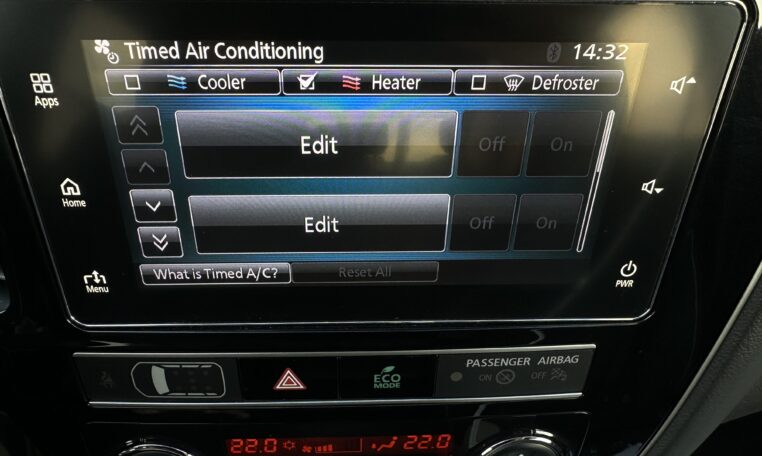 Timed Air Conditioning 14:32
Cooler Heater Defroster
Apps
Edit Off On
Home
Edit Off On
What is Timed A/C? Reset All
Menu
PWR
ECO MODE
PASSENGER AIRBAG
ON OFF
22.0 22.0